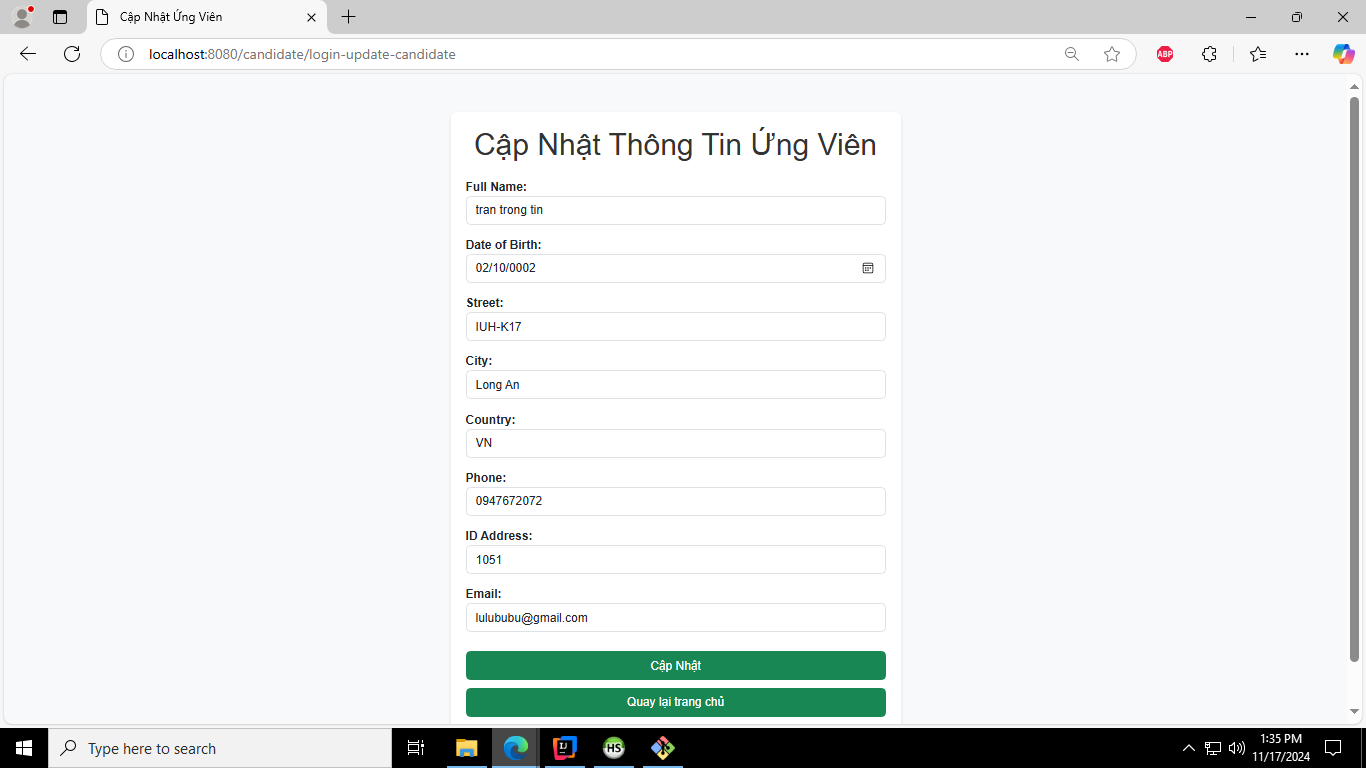 Cập Nhật Ứng Viên
localhost:8080/candidate/login-update-candidate
ABP
Cập Nhật Thông Tin Ứng Viên
Full Name:
tran trong tin
Date of Birth:
02/10/0002
Street:
IUH-K17
City:
Long An
Country:
VN
Phone:
0947672072
ID Address:
1051
Email:
lulububu@gmail.com
Cập Nhật
Quay lại trang chủ
Type here to search
IJ
HS
1:35 PM
11/17/2024